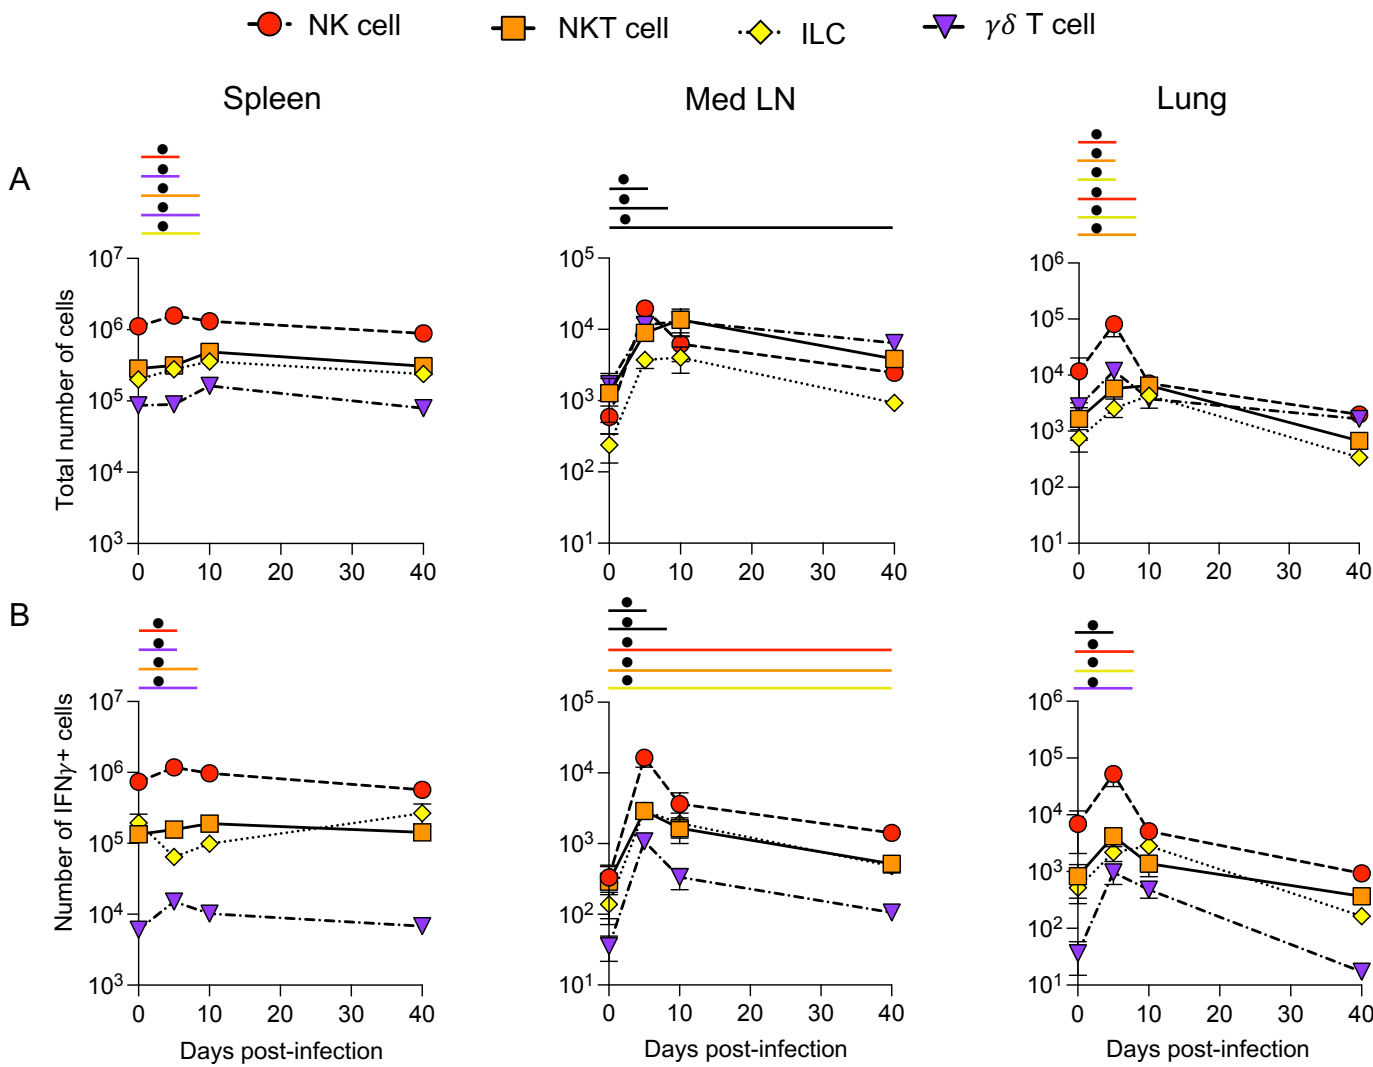 NK cell NKT cell ILC γδ T cell
Spleen Med LN Lung
A
Total number of cells
10⁷ 10⁶ 10⁵ 10⁴ 10³
0 10 20 30 40
10⁵ 10⁴ 10³ 10² 10¹
0 10 20 30 40
10⁶ 10⁵ 10⁴ 10³ 10² 10¹
0 10 20 30 40
B
Number of IFNγ+ cells
10⁷ 10⁶ 10⁵ 10⁴ 10³
0 10 20 30 40
Days post-infection
10⁵ 10⁴ 10³ 10² 10¹
0 10 20 30 40
Days post-infection
10⁶ 10⁵ 10⁴ 10³ 10² 10¹
0 10 20 30 40
Days post-infection